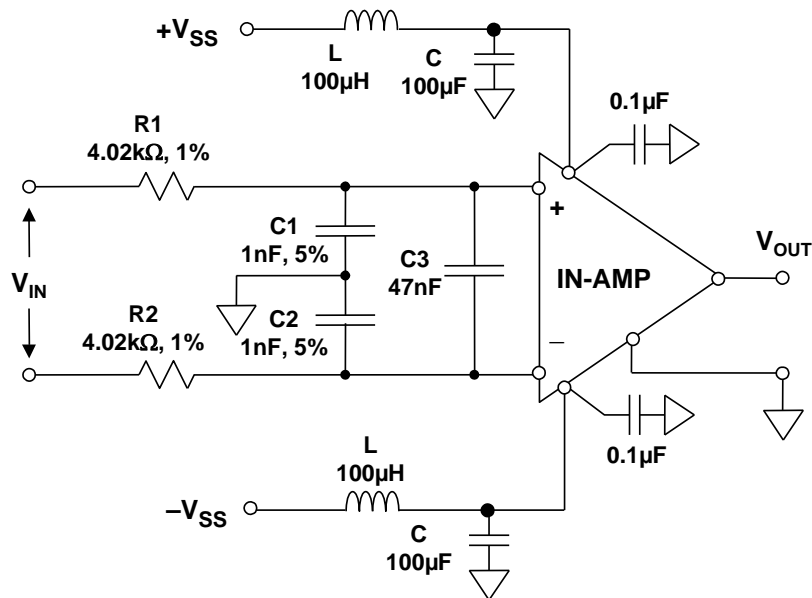 +VSS
L
100µH
C
100µF
0.1µF
R1
4.02kΩ, 1%
+
C1
1nF, 5%
C3
47nF
VIN
IN-AMP
VOUT
R2
4.02kΩ, 1%
C2
1nF, 5%
–
0.1µF
L
100µH
–VSS
C
100µF